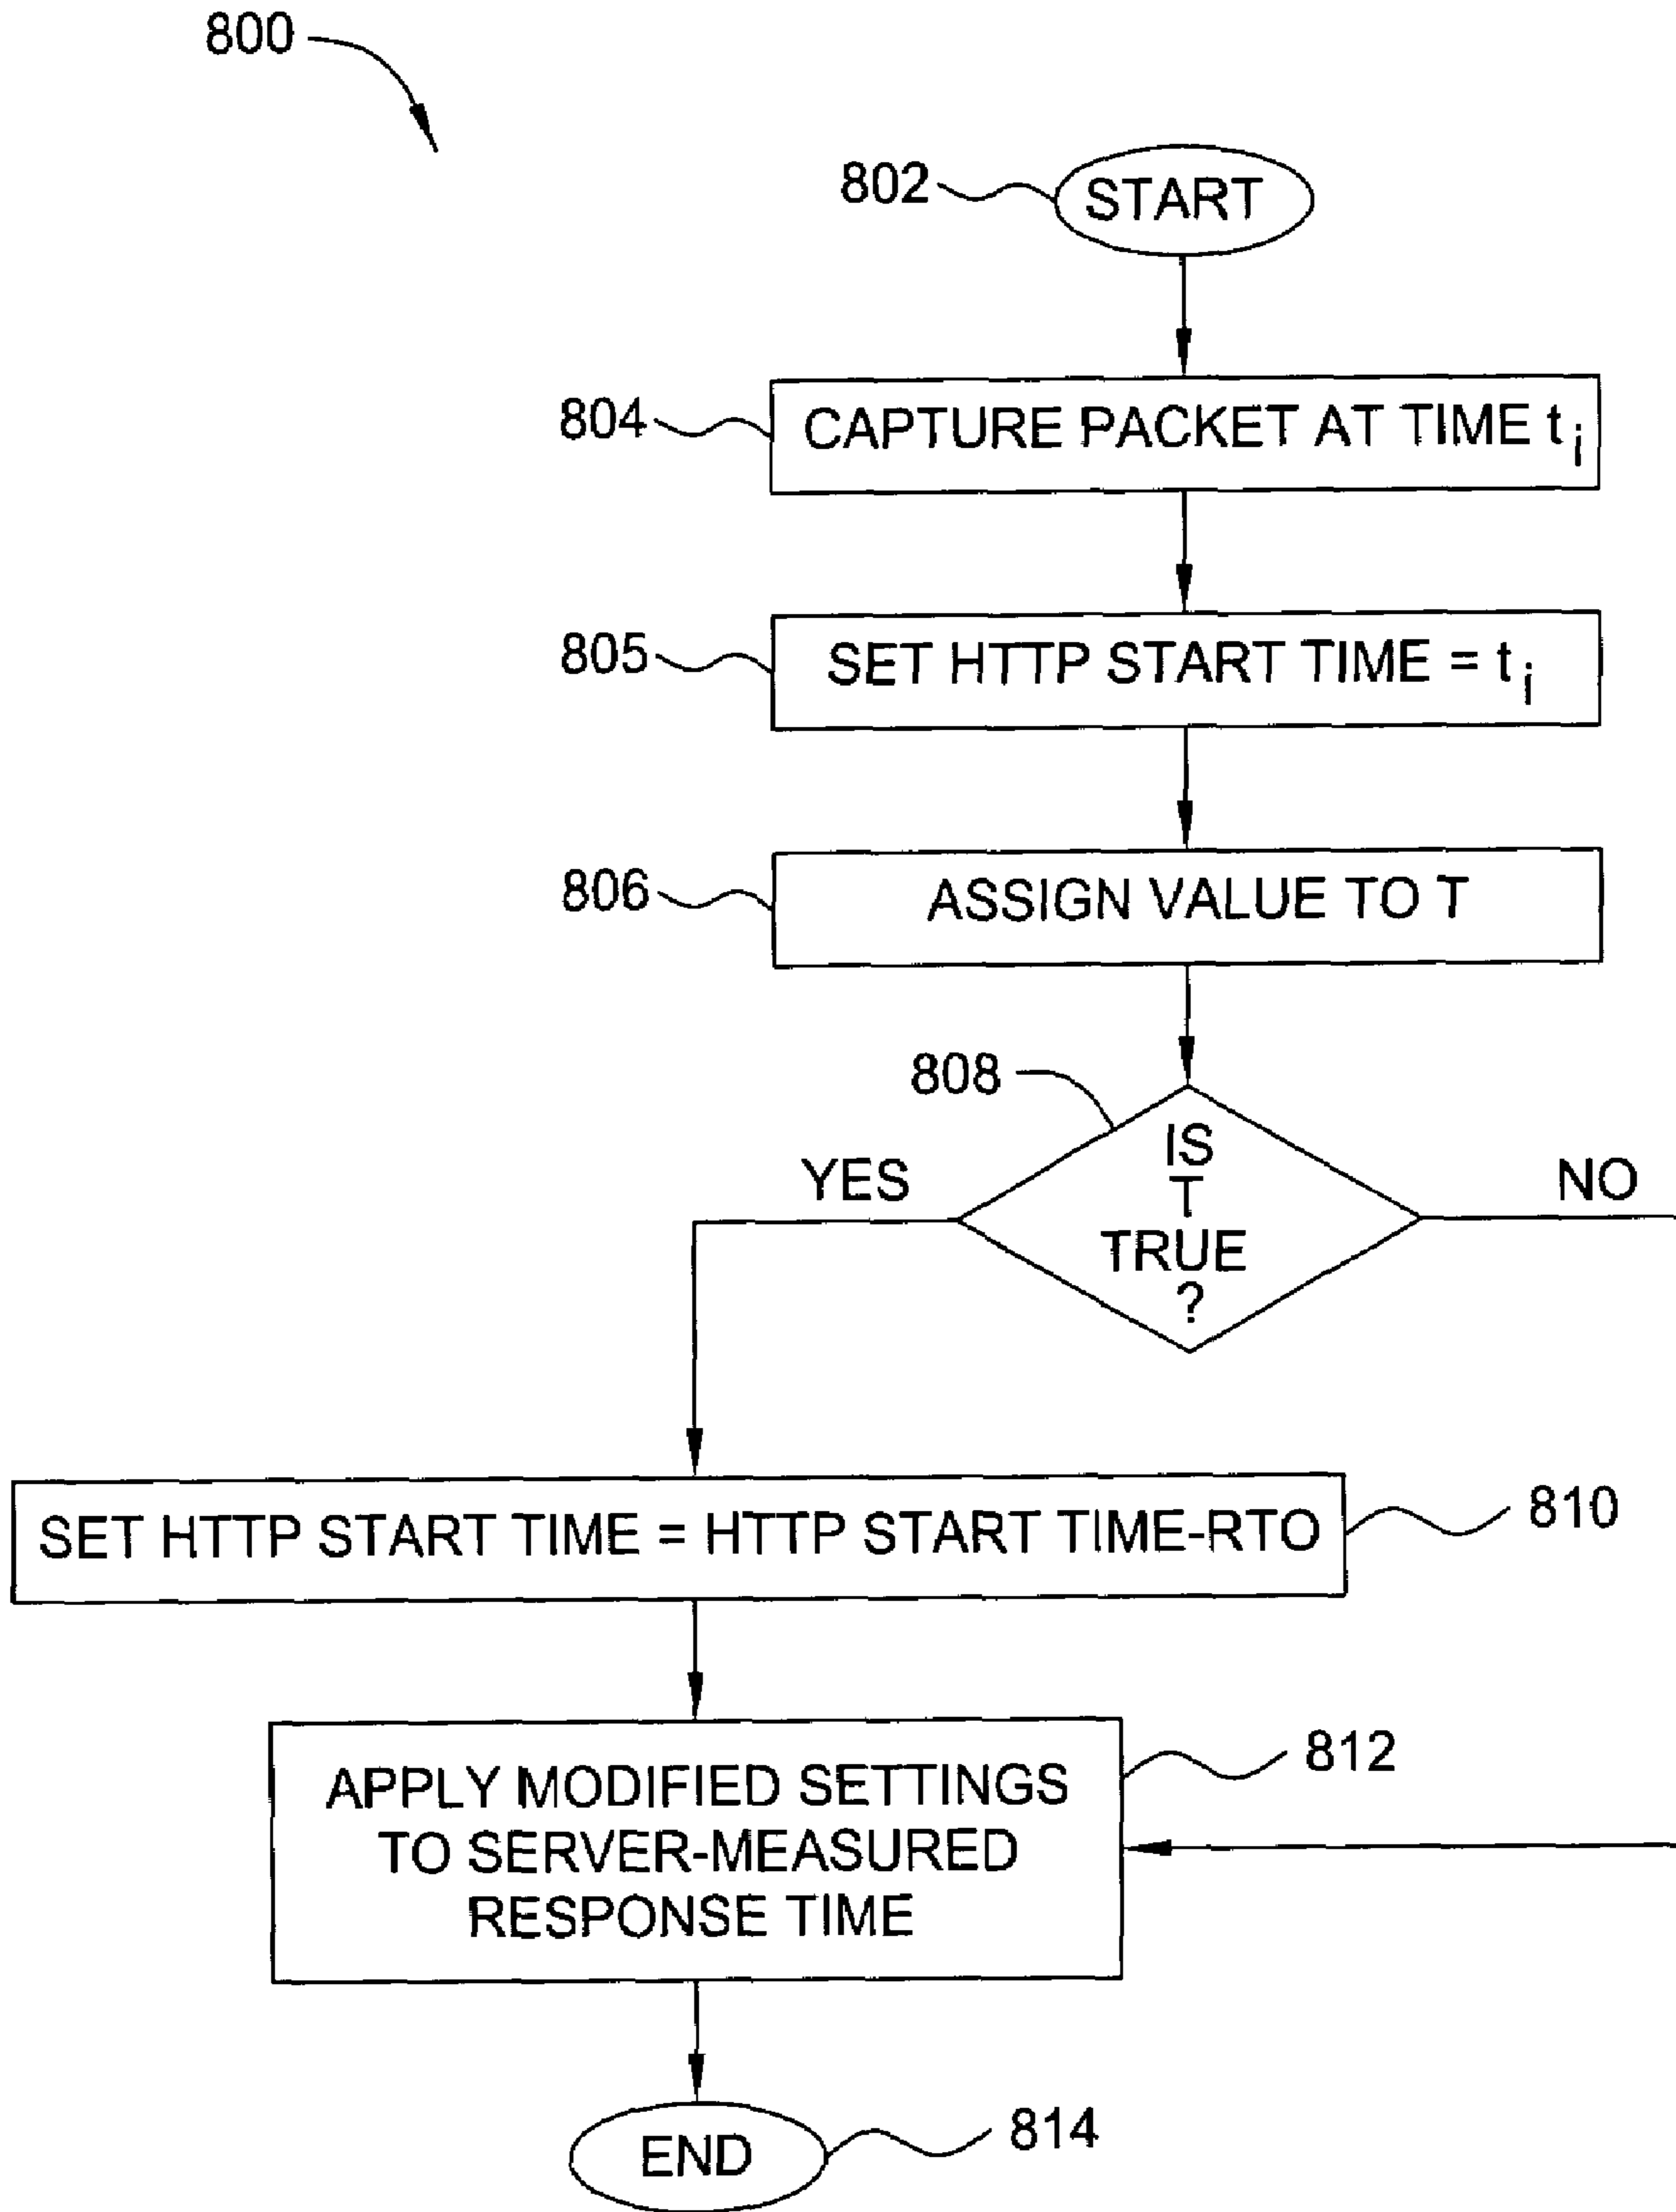 800
802
START
804
CAPTURE PACKET AT TIME t i
805
SET HTTP START TIME = t i
806
ASSIGN VALUE TO T
808
IS
T
TRUE
?
YES
NO
SET HTTP START TIME = HTTP START TIME-RTO
810
APPLY MODIFIED SETTINGS
TO SERVER-MEASURED
RESPONSE TIME
812
END
814